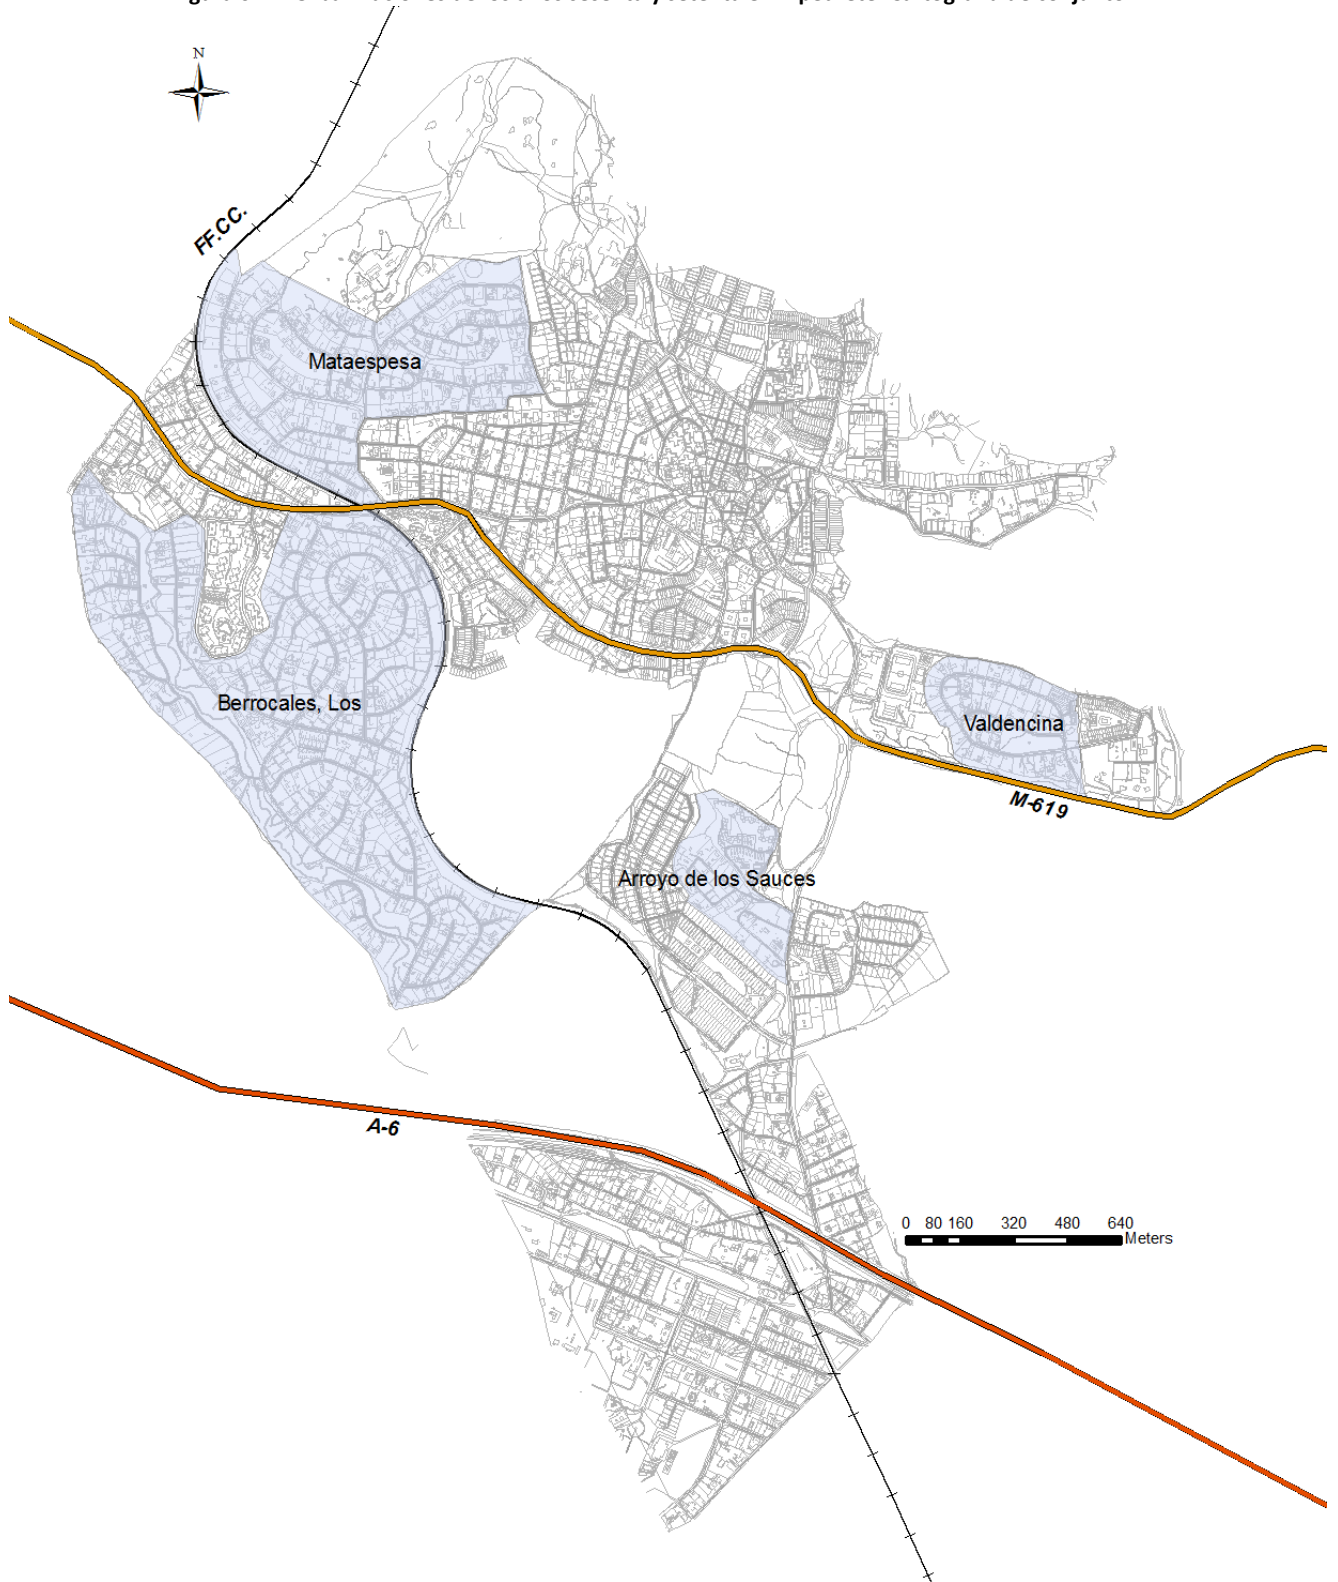 N
FF.CC.
Mataespesa
Berrocales, Los
Valdencina
M-619
Arroyo de los Sauces
A-6
0 80 160 320 480 640
Meters